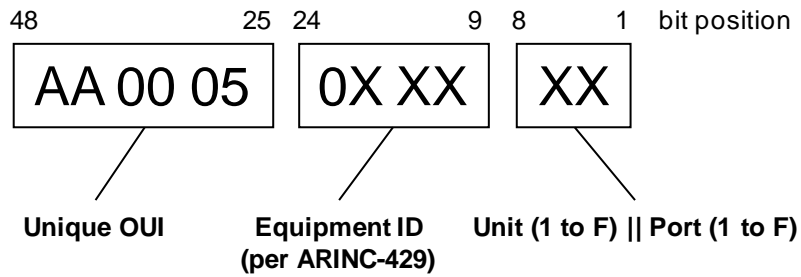 48 25 24 9 8 1 bit position
AA 00 05 0X XX XX
Unique OUI Equipment ID Unit (1 to F) || Port (1 to F)
(per ARINC-429)